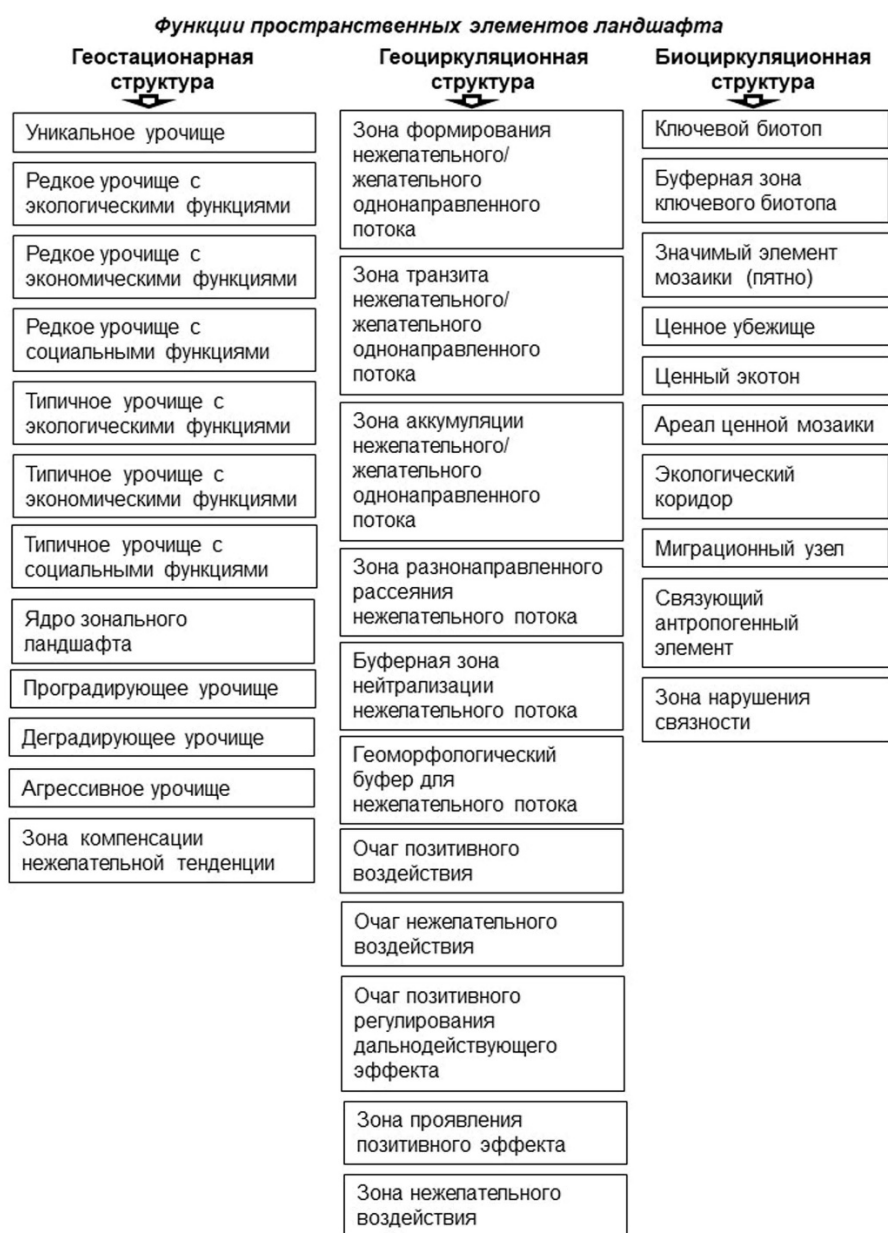 Функции пространственных элементов ландшафта
Геостационарная
структура
Уникальное урочище
Редкое урочище с
экологическими функциями
Редкое урочище с
экономическими функциями
Редкое урочище с
социальными функциями
Типичное урочище с
экологическими функциями
Типичное урочище с
экономическими функциями
Типичное урочище с
социальными функциями
Ядро зонального
ландшафта
Проградирующее урочище
Деградирующее урочище
Агрессивное урочище
Зона компенсации
нежелательной тенденции
Геоциркуляционная
структура
Зона формирования
нежелательного/
желательного
однонаправленного
потока
Зона транзита
нежелательного/
желательного
однонаправленного
потока
Зона аккумуляции
нежелательного/
желательного
однонаправленного
потока
Зона разнонаправленного
рассеяния
нежелательного потока
Буферная зона
нейтрализации
нежелательного потока
Геоморфологический
буфер для
нежелательного потока
Очаг позитивного
воздействия
Очаг нежелательного
воздействия
Очаг позитивного
регулирования
дальнодействующего
эффекта
Зона проявления
позитивного эффекта
Зона нежелательного
воздействия
Биоциркуляционная
структура
Ключевой биотоп
Буферная зона
ключевого биотопа
Значимый элемент
мозаики (пятно)
Ценное убежище
Ценный экотон
Ареал ценной мозаики
Экологический
коридор
Миграционный узел
Связующий
антропогенный
элемент
Зона нарушения
связности